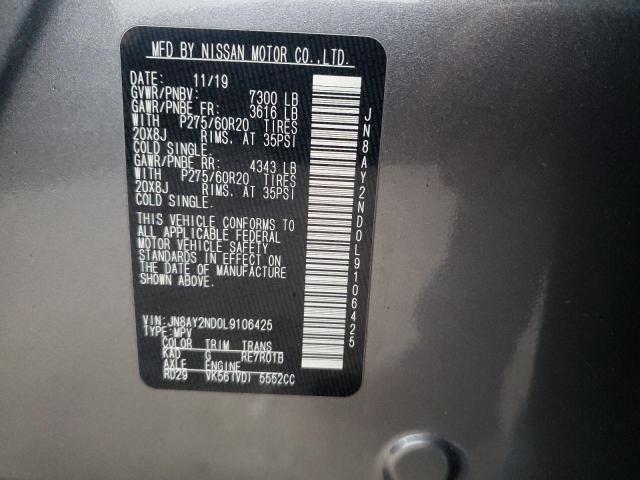 MFD BY NISSAN MOTOR CO.,LTD.
DATE: 11/19
GVWR/PNBV: 7300 LB
GAWR/PNBE FR: 3616 LB
WITH P275/60R20 TIRES
20X8J RIMS. AT 35PSI
COLD SINGLE.
GAWR/PNBE RR: 4343 LB
WITH P275/60R20 TIRES
20X8J RIMS. AT 35PSI
COLD SINGLE.
THIS VEHICLE CONFORMS TO
ALL APPLICABLE FEDERAL
MOTOR VEHICLE SAFETY
STANDARDS IN EFFECT ON
THE DATE OF MANUFACTURE
SHOWN ABOVE.
VIN:JN8AY2ND0L9106425
TYPE:MPV
COLOR TRIM TRANS
KAD G RE7R01B
AXLE ENGINE
RD29 VK56(VD) 5552CC
JN8AY2ND0L9106425